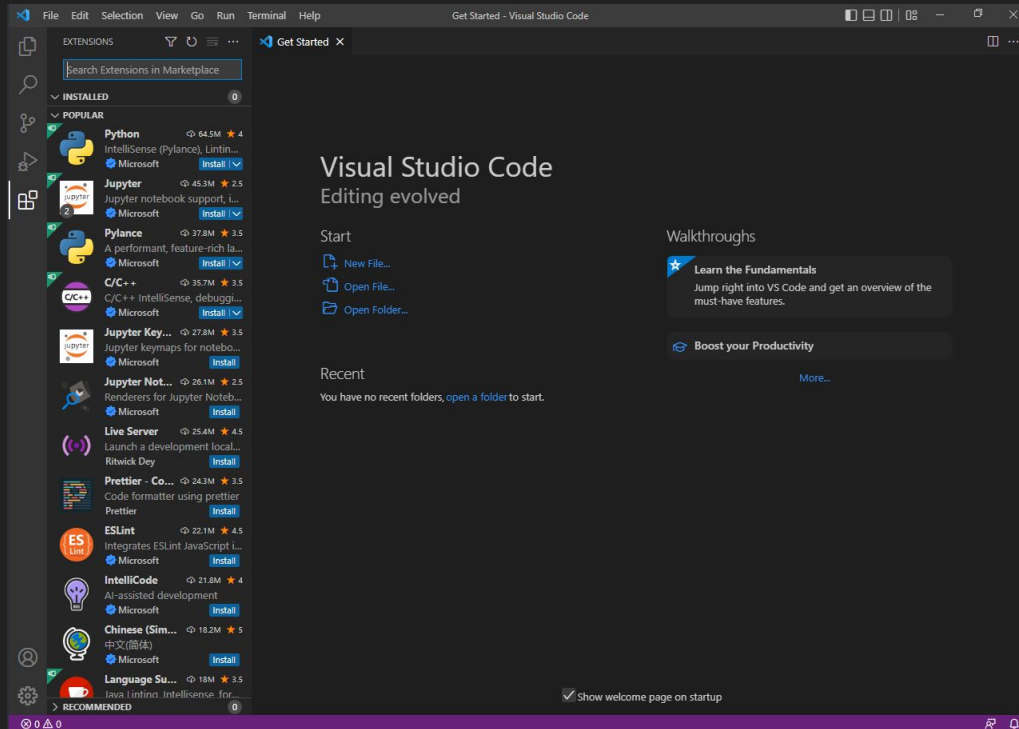 File Edit Selection View Go Run Terminal Help
Get Started - Visual Studio Code
EXTENSIONS
Get Started
Search Extensions in Marketplace
INSTALLED 0
POPULAR
Python 64.5M ★ 4
IntelliSense (Pylance), Lintin...
Microsoft Install
Jupyter 45.3M ★ 2.5
Jupyter notebook support, i...
Microsoft Install
jupyter
2
Pylance 37.8M ★ 3.5
A performant, feature-rich la...
Microsoft Install
C/C++ 35.7M ★ 3.5
C/C++ IntelliSense, debuggi...
Microsoft Install
C/C++
Jupyter Key... 27.8M ★ 3.5
Jupyter keymaps for notebo...
Microsoft Install
jupyter
Jupyter Not... 26.1M ★ 2.5
Renderers for Jupyter Noteb...
Microsoft Install
Live Server 25.4M ★ 4.5
Launch a development local...
Ritwick Dey Install
Prettier - Co... 24.3M ★ 3.5
Code formatter using prettier
Prettier Install
ESLint 22.1M ★ 4.5
Integrates ESLint JavaScript i...
Microsoft Install
ES
Lint
IntelliCode 21.8M ★ 4
AI-assisted development
Microsoft Install
Chinese (Sim... 18.2M ★ 5
中文(简体)
Microsoft Install
Language Su... 18M ★ 3.5
Java Linting, Intellisense, for...
RECOMMENDED 0
0 0
Visual Studio Code
Editing evolved
Start
New File...
Open File...
Open Folder...
Recent
You have no recent folders, open a folder to start.
Walkthroughs
Learn the Fundamentals
Jump right into VS Code and get an overview of the
must-have features.
Boost your Productivity
More...
Show welcome page on startup